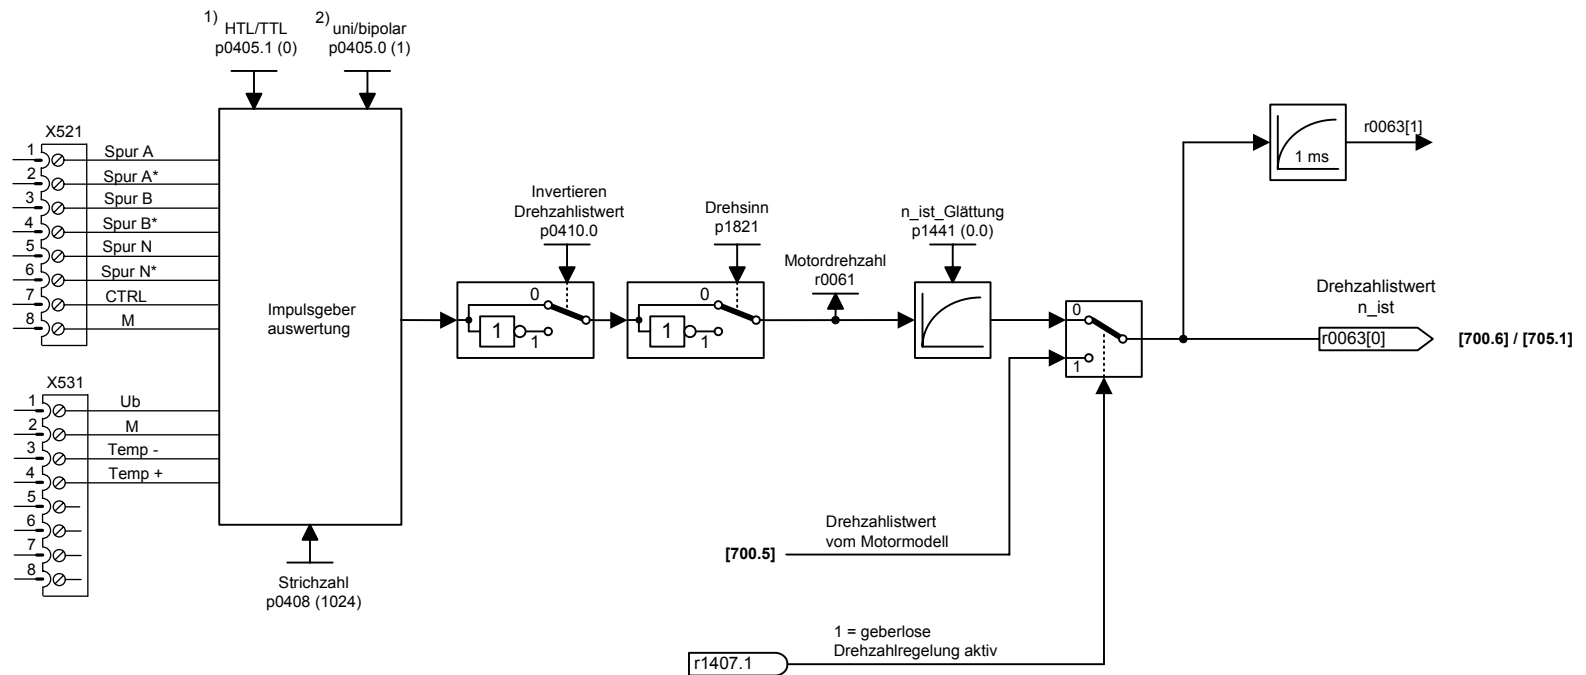 1) HTL/TTL
p0405.1 (0)
2) uni/bipolar
p0405.0 (1)
X521
1 Spur A
2 Spur A*
3 Spur B
4 Spur B*
5 Spur N
6 Spur N*
7 CTRL
8 M
X531
1 Ub
2 M
3 Temp -
4 Temp +
5
6
7
8
Impulsgeber
auswertung
Strichzahl
p0408 (1024)
Invertieren
Drehzahlistwert
p0410.0
0
1
1
Drehsinn
p1821
0
1
1
Motordrehzahl
r0061
n_ist_Glättung
p1441 (0.0)
0
1
1 ms
r0063[1]
Drehzahlistwert
n_ist
r0063[0]
[700.6] / [705.1]
[700.5]
Drehzahlistwert
vom Motormodell
1 = geberlose
Drehzahlregelung aktiv
r1407.1